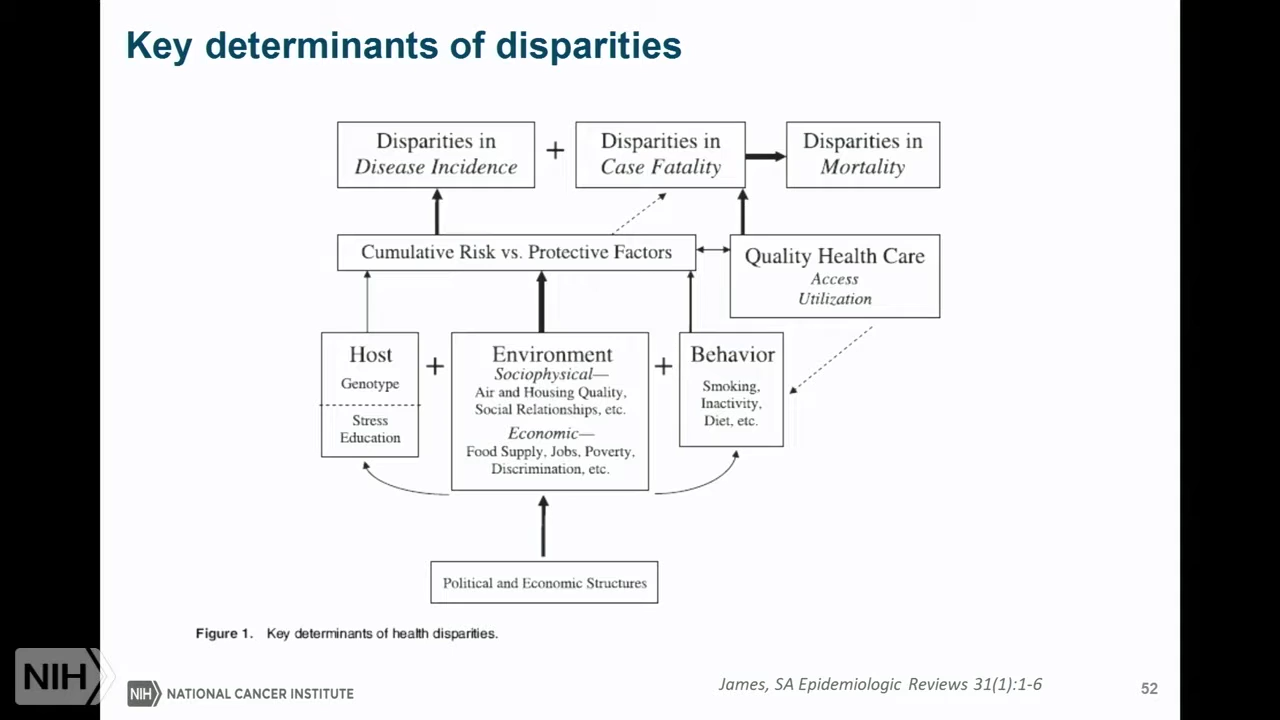 Key determinants of disparities
Disparities in
Disease Incidence
+
Disparities in
Case Fatality
Disparities in
Mortality
Cumulative Risk vs. Protective Factors
Quality Health Care
Access
Utilization
Host
Genotype
Stress
Education
+
Environment
Sociophysical—
Air and Housing Quality,
Social Relationships, etc.
Economic—
Food Supply, Jobs, Poverty,
Discrimination, etc.
+
Behavior
Smoking,
Inactivity,
Diet, etc.
Political and Economic Structures
Figure 1. Key determinants of health disparities.
NIH
NIH NATIONAL CANCER INSTITUTE
James, SA Epidemiologic Reviews 31(1):1-6
52